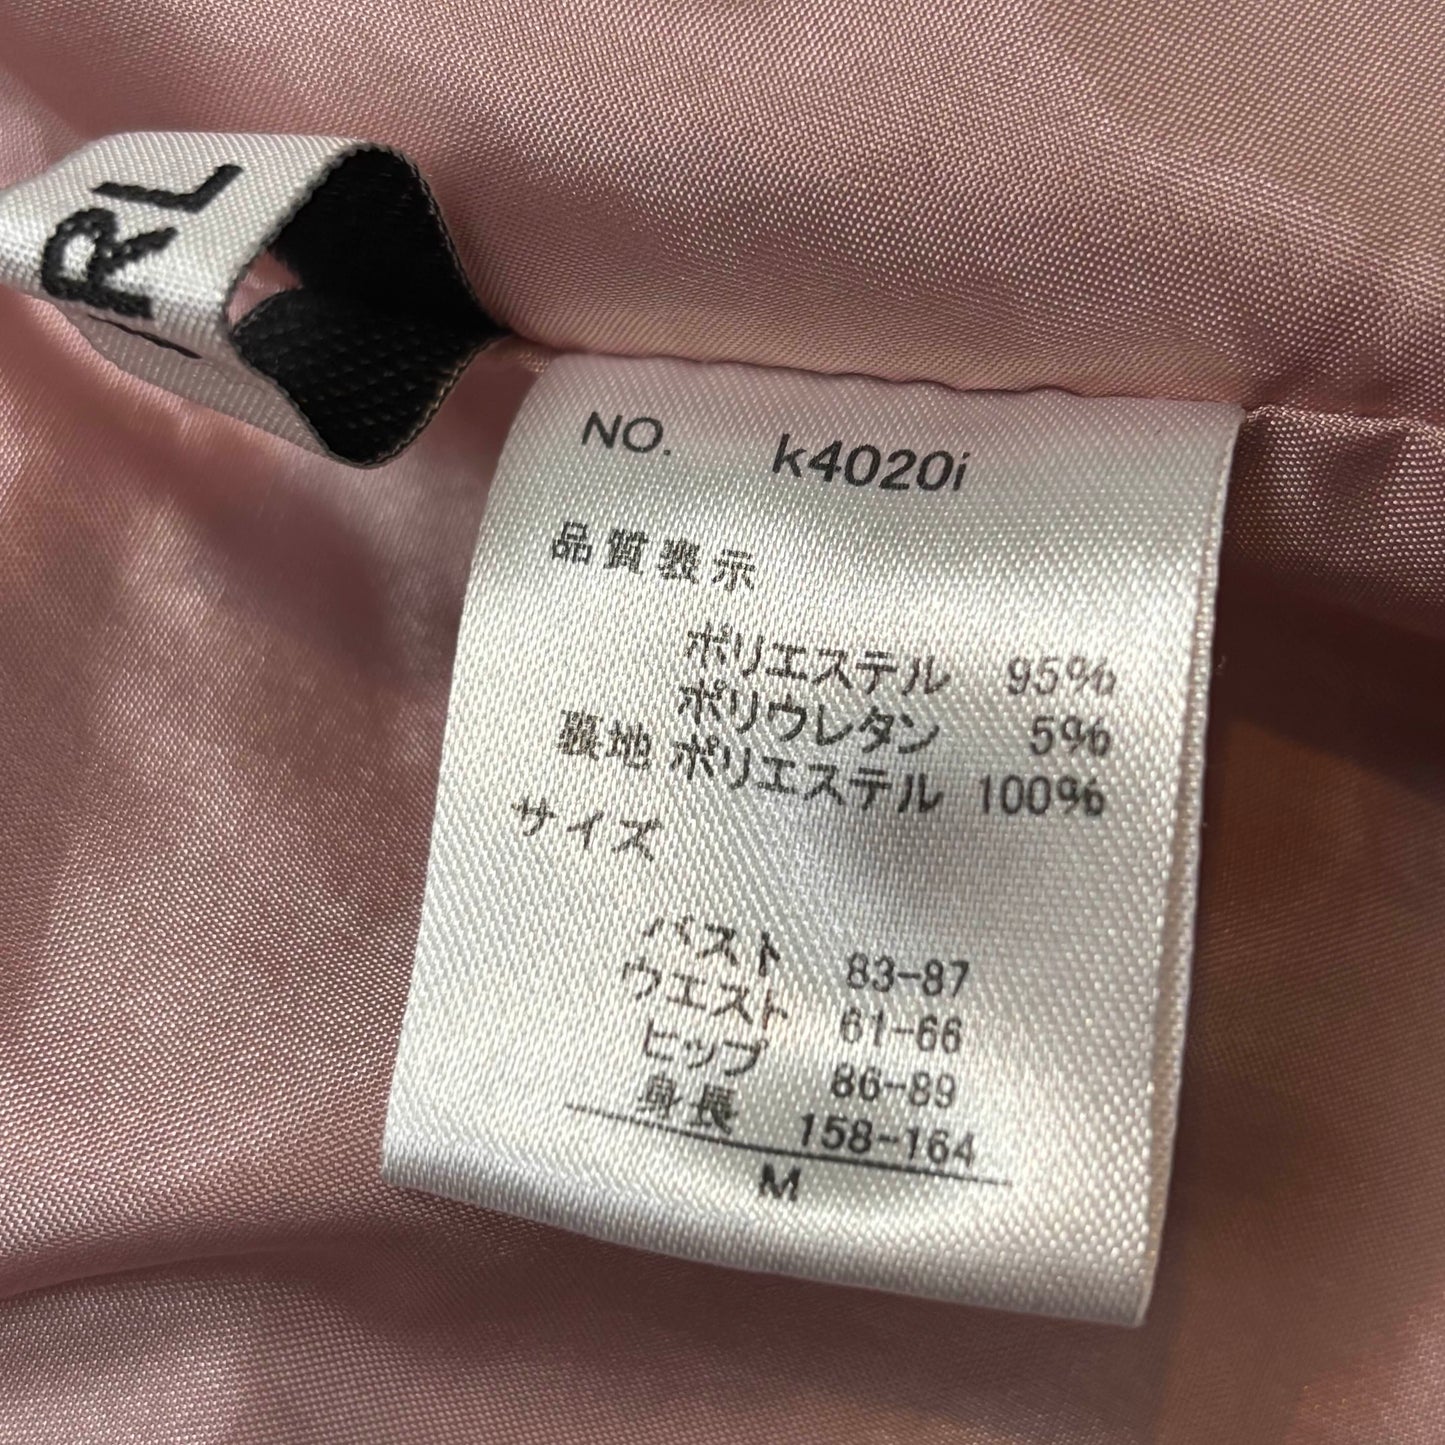 RL
NO. k4020i
品質表示
ポリエステル 95%
ポリウレタン 5%
裏地 ポリエステル 100%
サイズ
バスト 83-87
ウエスト 61-66
ヒップ 86-89
身長 158-164
M